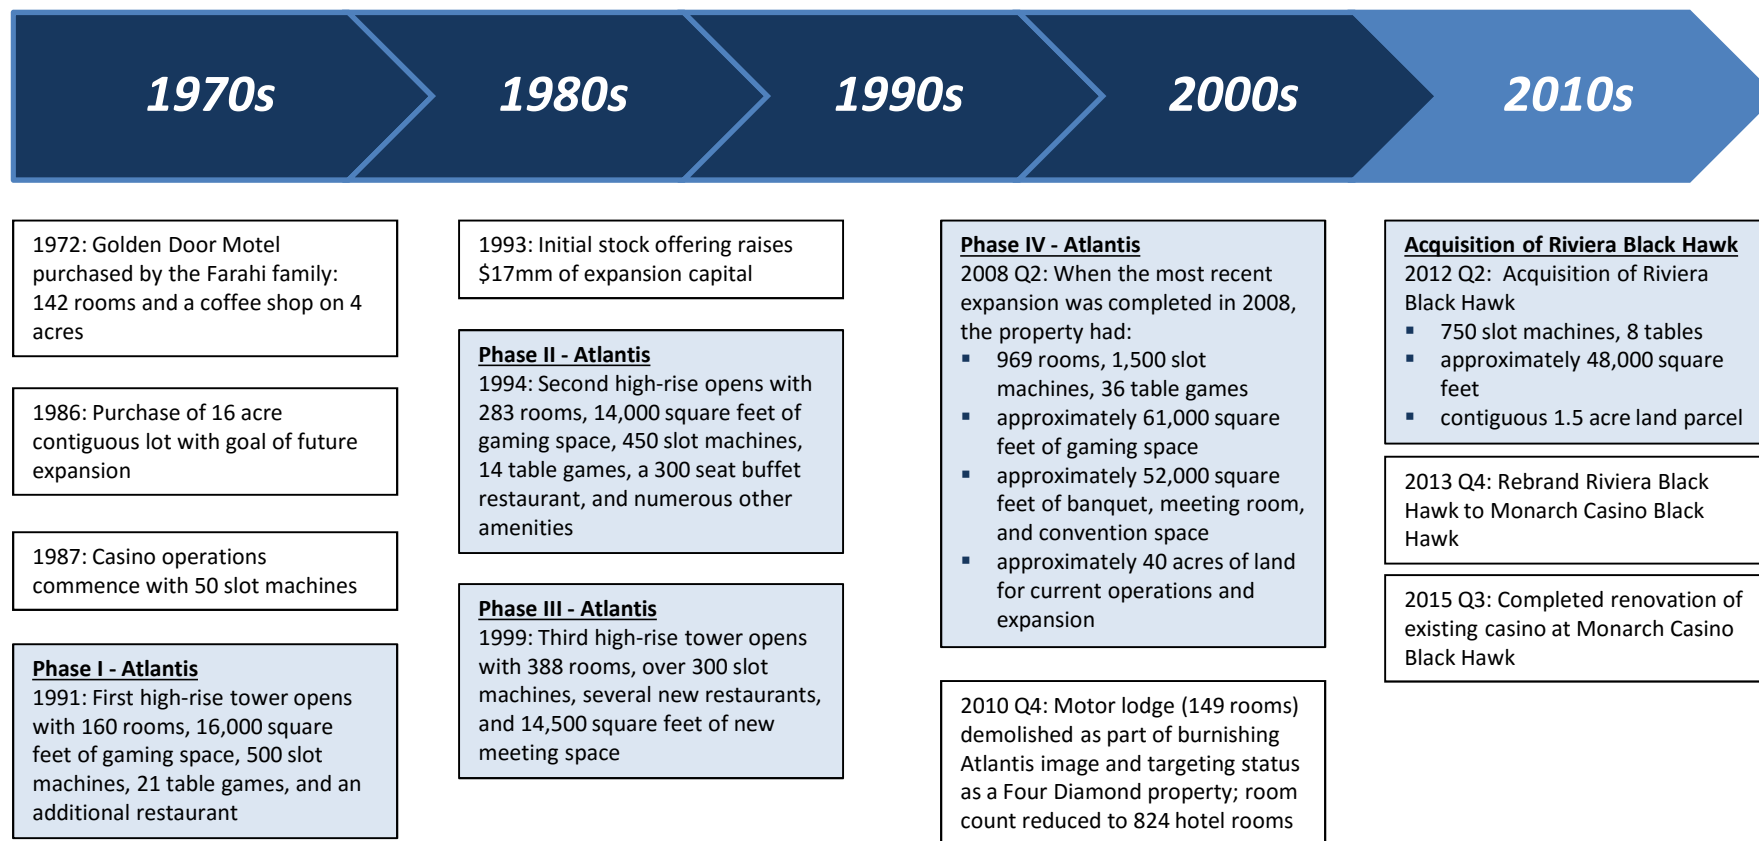 1970s
1980s
1990s
2000s
2010s
1972: Golden Door Motel
purchased by the Farahi family:
142 rooms and a coffee shop on 4
acres
1986: Purchase of 16 acre
contiguous lot with goal of future
expansion
1987: Casino operations
commence with 50 slot machines
Phase I - Atlantis
1991: First high-rise tower opens
with 160 rooms, 16,000 square
feet of gaming space, 500 slot
machines, 21 table games, and an
additional restaurant
1993: Initial stock offering raises
$17mm of expansion capital
Phase II - Atlantis
1994: Second high-rise opens with
283 rooms, 14,000 square feet of
gaming space, 450 slot machines,
14 table games, a 300 seat buffet
restaurant, and numerous other
amenities
Phase III - Atlantis
1999: Third high-rise tower opens
with 388 rooms, over 300 slot
machines, several new restaurants,
and 14,500 square feet of new
meeting space
Phase IV - Atlantis
2008 Q2: When the most recent
expansion was completed in 2008,
the property had:
▪ 969 rooms, 1,500 slot
machines, 36 table games
▪ approximately 61,000 square
feet of gaming space
▪ approximately 52,000 square
feet of banquet, meeting room,
and convention space
▪ approximately 40 acres of land
for current operations and
expansion
2010 Q4: Motor lodge (149 rooms)
demolished as part of burnishing
Atlantis image and targeting status
as a Four Diamond property; room
count reduced to 824 hotel rooms
Acquisition of Riviera Black Hawk
2012 Q2:  Acquisition of Riviera
Black Hawk
▪ 750 slot machines, 8 tables
▪ approximately 48,000 square
feet
▪ contiguous 1.5 acre land parcel
2013 Q4: Rebrand Riviera Black
Hawk to Monarch Casino Black
Hawk
2015 Q3: Completed renovation of
existing casino at Monarch Casino
Black Hawk